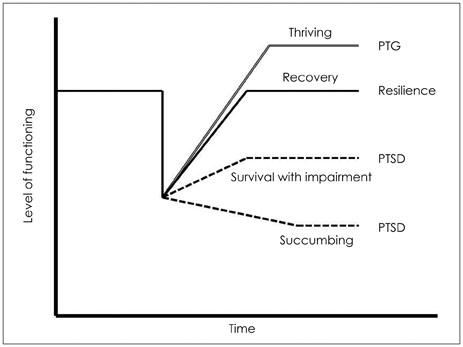 Thriving
PTG
Recovery
Resilience
Level of functioning
PTSD
Survival with impairment
PTSD
Succumbing
Time